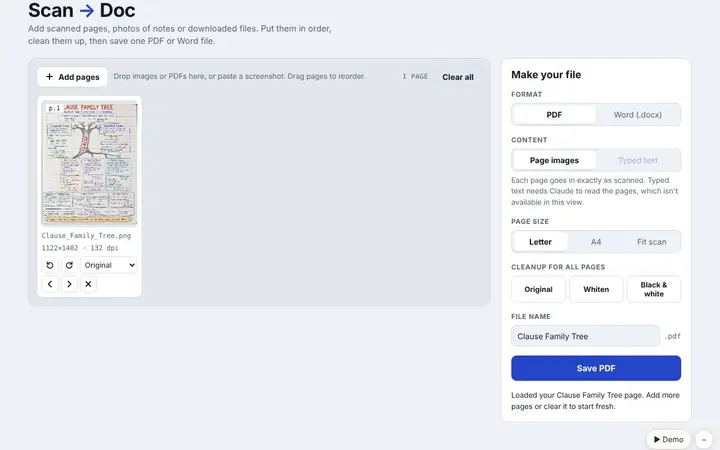 Scan → Doc
Add scanned pages, photos of notes or downloaded files. Put them in order,
clean them up, then save one PDF or Word file.
+ Add pages
Drop images or PDFs here, or paste a screenshot. Drag pages to reorder.
1 PAGE
Clear all
p.1
CLAUSE FAMILY TREE
Clause_Family_Tree.png
1122×1402 · 132 dpi
Original
Make your file
FORMAT
PDF
Word (.docx)
CONTENT
Page images
Typed text
Each page goes in exactly as scanned. Typed
text needs Claude to read the pages, which isn't
available in this view.
PAGE SIZE
Letter
A4
Fit scan
CLEANUP FOR ALL PAGES
Original
Whiten
Black &
white
FILE NAME
Clause Family Tree
.pdf
Save PDF
Loaded your Clause Family Tree page. Add more
pages or clear it to start fresh.
▶ Demo
–